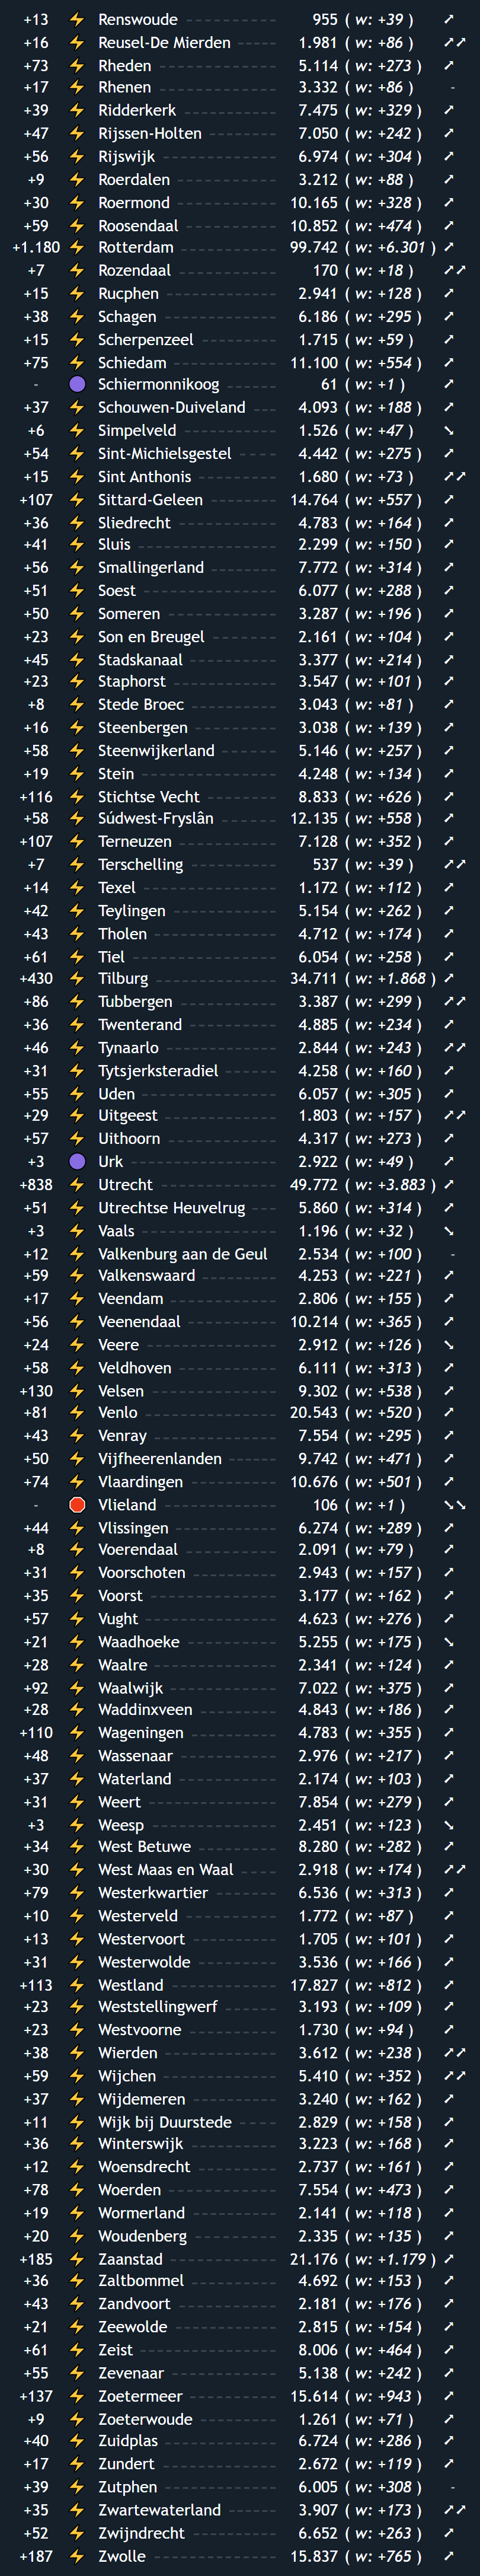 +13 ⚡ Renswoude 955 ( w: +39 ) ↗
+16 ⚡ Reusel-De Mierden 1.981 ( w: +86 ) ↗↗
+73 ⚡ Rheden 5.114 ( w: +273 ) ↗
+17 ⚡ Rhenen 3.332 ( w: +86 ) -
+39 ⚡ Ridderkerk 7.475 ( w: +329 ) ↗
+47 ⚡ Rijssen-Holten 7.050 ( w: +242 ) ↗
+56 ⚡ Rijswijk 6.974 ( w: +304 ) ↗
+9 ⚡ Roerdalen 3.212 ( w: +88 ) ↗
+30 ⚡ Roermond 10.165 ( w: +328 ) ↗
+59 ⚡ Roosendaal 10.852 ( w: +474 ) ↗
+1.180 ⚡ Rotterdam 99.742 ( w: +6.301 ) ↗
+7 ⚡ Rozendaal 170 ( w: +18 ) ↗↗
+15 ⚡ Rucphen 2.941 ( w: +128 ) ↗
+38 ⚡ Schagen 6.186 ( w: +295 ) ↗
+15 ⚡ Scherpenzeel 1.715 ( w: +59 ) ↗
+75 ⚡ Schiedam 11.100 ( w: +554 ) ↗
- 🟣 Schiermonnikoog 61 ( w: +1 ) ↗
+37 ⚡ Schouwen-Duiveland 4.093 ( w: +188 ) ↗
+6 ⚡ Simpelveld 1.526 ( w: +47 ) ↘
+54 ⚡ Sint-Michielsgestel 4.442 ( w: +275 ) ↗
+15 ⚡ Sint Anthonis 1.680 ( w: +73 ) ↗↗
+107 ⚡ Sittard-Geleen 14.764 ( w: +557 ) ↗
+36 ⚡ Sliedrecht 4.783 ( w: +164 ) ↗
+41 ⚡ Sluis 2.299 ( w: +150 ) ↗
+56 ⚡ Smallingerland 7.772 ( w: +314 ) ↗
+51 ⚡ Soest 6.077 ( w: +288 ) ↗
+50 ⚡ Someren 3.287 ( w: +196 ) ↗
+23 ⚡ Son en Breugel 2.161 ( w: +104 ) ↗
+45 ⚡ Stadskanaal 3.377 ( w: +214 ) ↗
+23 ⚡ Staphorst 3.547 ( w: +101 ) ↗
+8 ⚡ Stede Broec 3.043 ( w: +81 ) ↗
+16 ⚡ Steenbergen 3.038 ( w: +139 ) ↗
+58 ⚡ Steenwijkerland 5.146 ( w: +257 ) ↗
+19 ⚡ Stein 4.248 ( w: +134 ) ↗
+116 ⚡ Stichtse Vecht 8.833 ( w: +626 ) ↗
+58 ⚡ Súdwest-Fryslân 12.135 ( w: +558 ) ↗
+107 ⚡ Terneuzen 7.128 ( w: +352 ) ↗
+7 ⚡ Terschelling 537 ( w: +39 ) ↗↗
+14 ⚡ Texel 1.172 ( w: +112 ) ↗
+42 ⚡ Teylingen 5.154 ( w: +262 ) ↗
+43 ⚡ Tholen 4.712 ( w: +174 ) ↗
+61 ⚡ Tiel 6.054 ( w: +258 ) ↗
+430 ⚡ Tilburg 34.711 ( w: +1.868 ) ↗
+86 ⚡ Tubbergen 3.387 ( w: +299 ) ↗↗
+36 ⚡ Twenterand 4.885 ( w: +234 ) ↗
+46 ⚡ Tynaarlo 2.844 ( w: +243 ) ↗↗
+31 ⚡ Tytsjerksteradiel 4.258 ( w: +160 ) ↗
+55 ⚡ Uden 6.057 ( w: +305 ) ↗
+29 ⚡ Uitgeest 1.803 ( w: +157 ) ↗↗
+57 ⚡ Uithoorn 4.317 ( w: +273 ) ↗
+3 🟣 Urk 2.922 ( w: +49 ) ↗
+838 ⚡ Utrecht 49.772 ( w: +3.883 ) ↗
+51 ⚡ Utrechtse Heuvelrug 5.860 ( w: +314 ) ↗
+3 ⚡ Vaals 1.196 ( w: +32 ) ↘
+12 ⚡ Valkenburg aan de Geul 2.534 ( w: +100 ) -
+59 ⚡ Valkenswaard 4.253 ( w: +221 ) ↗
+17 ⚡ Veendam 2.806 ( w: +155 ) ↗
+56 ⚡ Veenendaal 10.214 ( w: +365 ) ↗
+24 ⚡ Veere 2.912 ( w: +126 ) ↘
+58 ⚡ Veldhoven 6.111 ( w: +313 ) ↗
+130 ⚡ Velsen 9.302 ( w: +538 ) ↗
+81 ⚡ Venlo 20.543 ( w: +520 ) ↗
+43 ⚡ Venray 7.554 ( w: +295 ) ↗
+50 ⚡ Vijfheerenlanden 9.742 ( w: +471 ) ↗
+74 ⚡ Vlaardingen 10.676 ( w: +501 ) ↗
- 🛑 Vlieland 106 ( w: +1 ) ↘↘
+44 ⚡ Vlissingen 6.274 ( w: +289 ) ↗
+8 ⚡ Voerendaal 2.091 ( w: +79 ) ↗
+31 ⚡ Voorschoten 2.943 ( w: +157 ) ↗
+35 ⚡ Voorst 3.177 ( w: +162 ) ↗
+57 ⚡ Vught 4.623 ( w: +276 ) ↗
+21 ⚡ Waadhoeke 5.255 ( w: +175 ) ↘
+28 ⚡ Waalre 2.341 ( w: +124 ) ↗
+92 ⚡ Waalwijk 7.022 ( w: +375 ) ↗
+28 ⚡ Waddinxveen 4.843 ( w: +186 ) ↗
+110 ⚡ Wageningen 4.783 ( w: +355 ) ↗
+48 ⚡ Wassenaar 2.976 ( w: +217 ) ↗
+37 ⚡ Waterland 2.174 ( w: +103 ) ↗
+31 ⚡ Weert 7.854 ( w: +279 ) ↗
+3 ⚡ Weesp 2.451 ( w: +123 ) ↘
+34 ⚡ West Betuwe 8.280 ( w: +282 ) ↗
+30 ⚡ West Maas en Waal 2.918 ( w: +174 ) ↗↗
+79 ⚡ Westerkwartier 6.536 ( w: +313 ) ↗
+10 ⚡ Westerveld 1.772 ( w: +87 ) ↗
+13 ⚡ Westervoort 1.705 ( w: +101 ) ↗
+31 ⚡ Westerwolde 3.536 ( w: +166 ) ↗
+113 ⚡ Westland 17.827 ( w: +812 ) ↗
+23 ⚡ Weststellingwerf 3.193 ( w: +109 ) ↗
+23 ⚡ Westvoorne 1.730 ( w: +94 ) ↗
+38 ⚡ Wierden 3.612 ( w: +238 ) ↗↗
+59 ⚡ Wijchen 5.410 ( w: +352 ) ↗↗
+37 ⚡ Wijdemeren 3.240 ( w: +162 ) ↗
+11 ⚡ Wijk bij Duurstede 2.829 ( w: +158 ) ↗
+36 ⚡ Winterswijk 3.223 ( w: +168 ) ↗
+12 ⚡ Woensdrecht 2.737 ( w: +161 ) ↗
+78 ⚡ Woerden 7.554 ( w: +473 ) ↗
+19 ⚡ Wormerland 2.141 ( w: +118 ) ↗
+20 ⚡ Woudenberg 2.335 ( w: +135 ) ↗
+185 ⚡ Zaanstad 21.176 ( w: +1.179 ) ↗
+36 ⚡ Zaltbommel 4.692 ( w: +153 ) ↗
+43 ⚡ Zandvoort 2.181 ( w: +176 ) ↗
+21 ⚡ Zeewolde 2.815 ( w: +154 ) ↗
+61 ⚡ Zeist 8.006 ( w: +464 ) ↗
+55 ⚡ Zevenaar 5.138 ( w: +242 ) ↗
+137 ⚡ Zoetermeer 15.614 ( w: +943 ) ↗
+9 ⚡ Zoeterwoude 1.261 ( w: +71 ) ↗
+40 ⚡ Zuidplas 6.724 ( w: +286 ) ↗
+17 ⚡ Zundert 2.672 ( w: +119 ) ↗
+39 ⚡ Zutphen 6.005 ( w: +308 ) -
+35 ⚡ Zwartewaterland 3.907 ( w: +173 ) ↗↗
+52 ⚡ Zwijndrecht 6.652 ( w: +263 ) ↗
+187 ⚡ Zwolle 15.837 ( w: +765 ) ↗